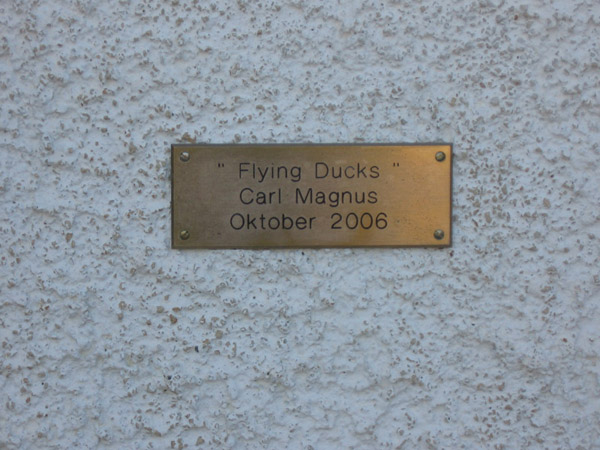 " Flying Ducks "
Carl Magnus
Oktober 2006